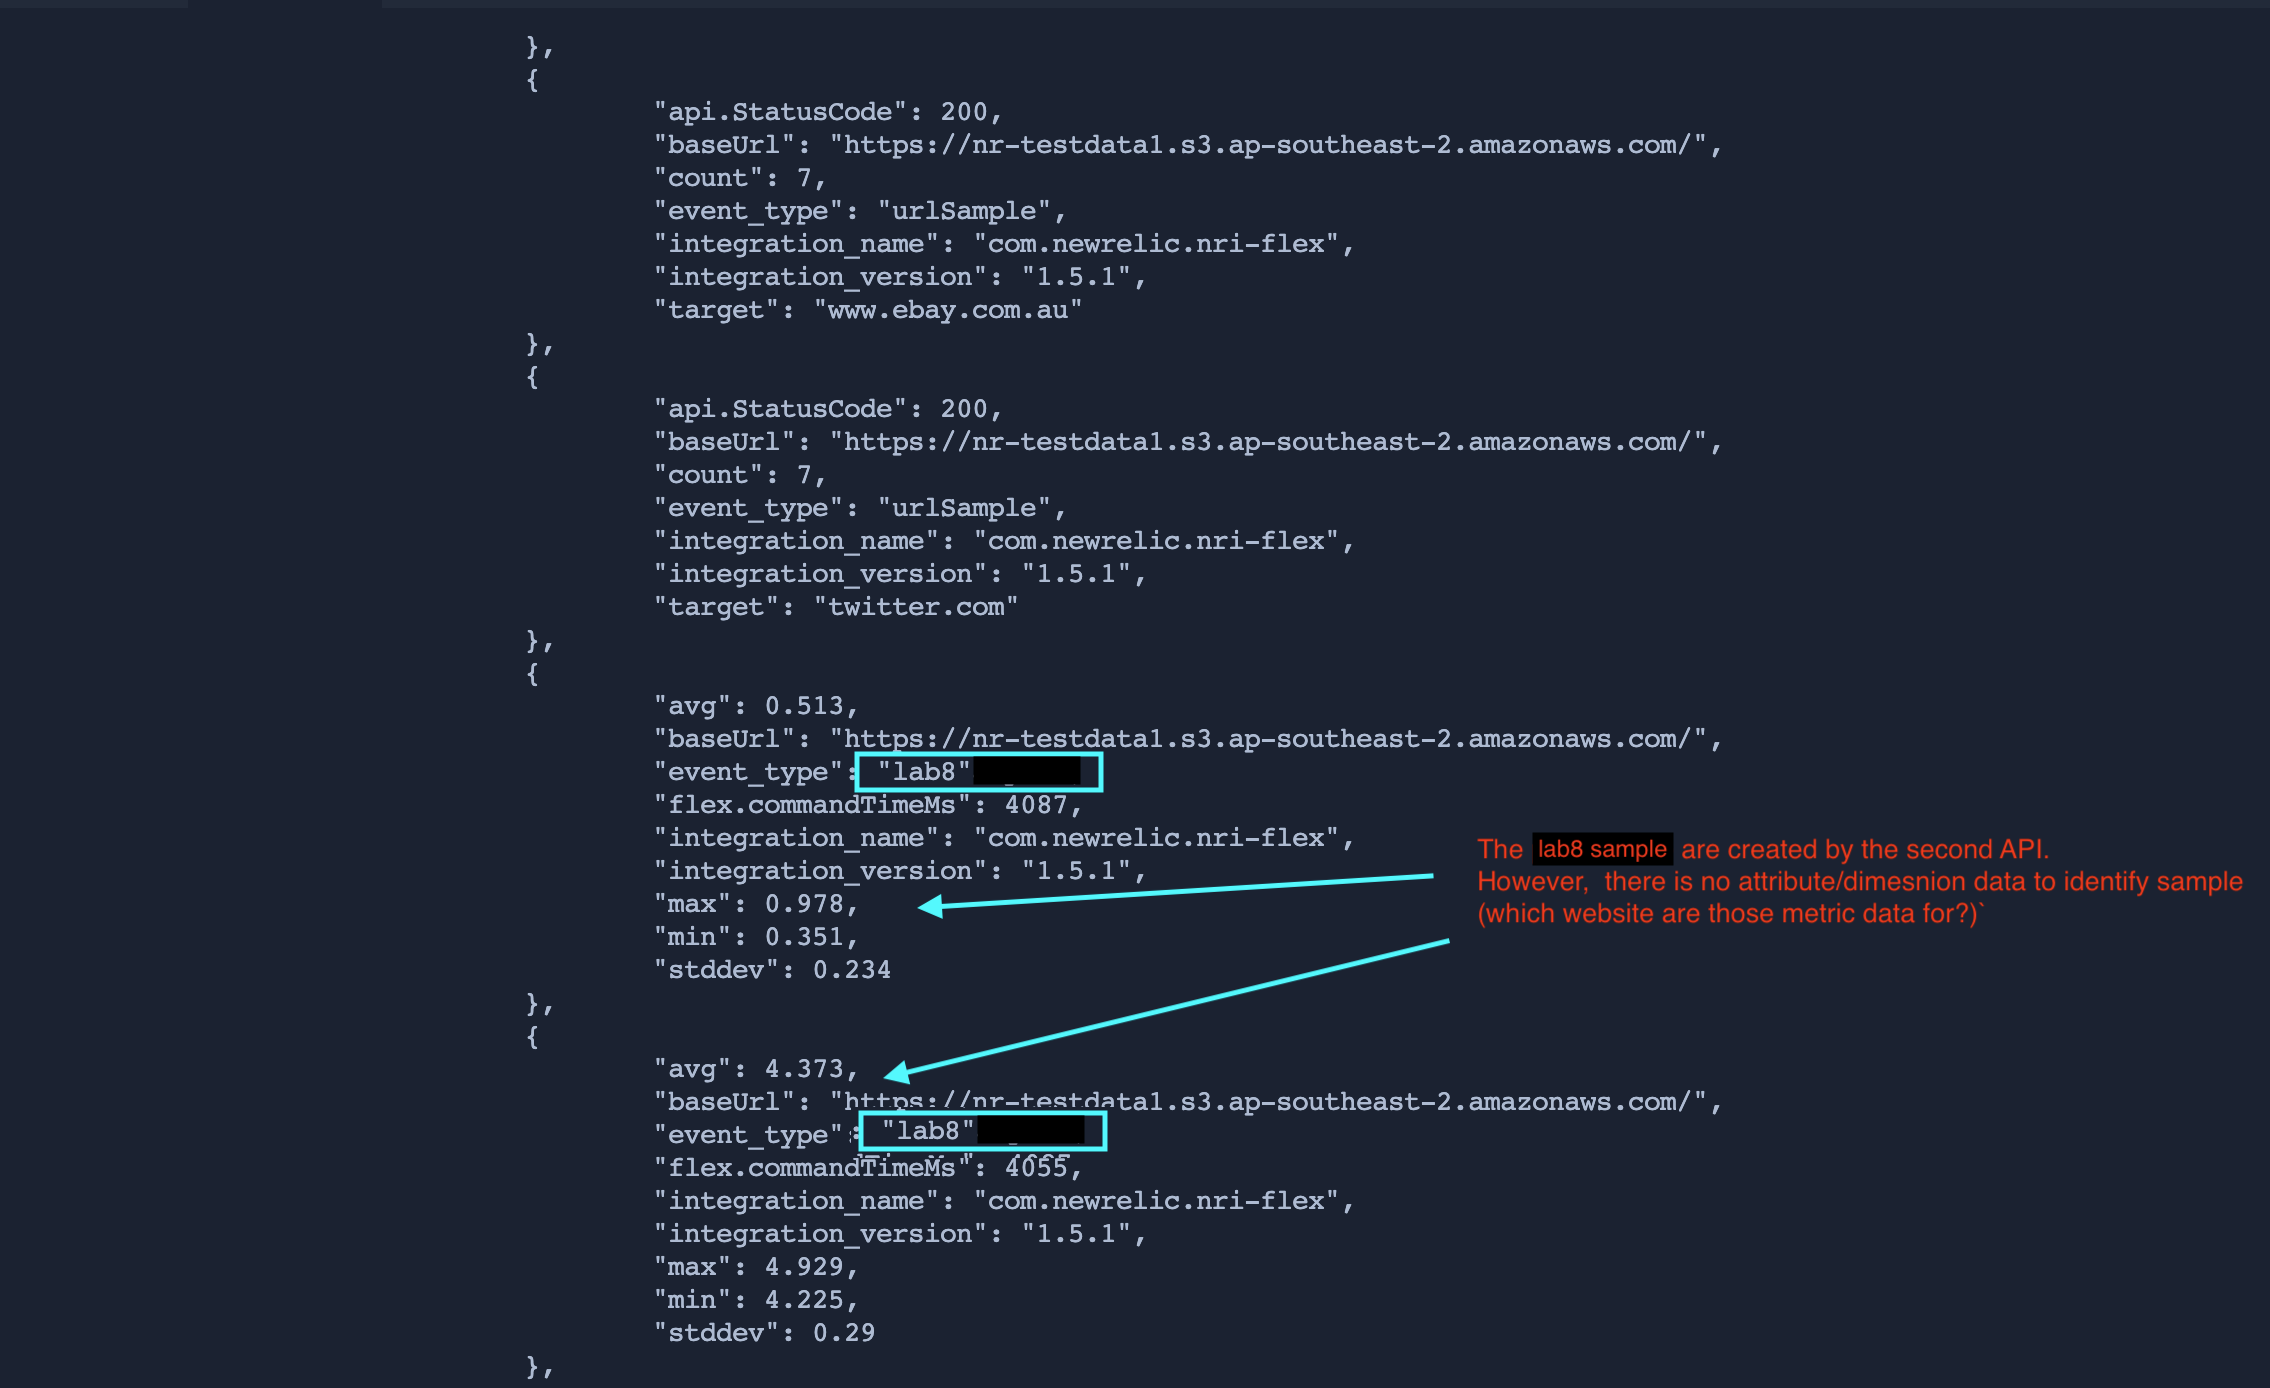 },
{
"api.StatusCode": 200,
"baseUrl": "https://nr-testdata1.s3.ap-southeast-2.amazonaws.com/",
"count": 7,
"event_type": "urlSample",
"integration_name": "com.newrelic.nri-flex",
"integration_version": "1.5.1",
"target": "www.ebay.com.au"
},
{
"api.StatusCode": 200,
"baseUrl": "https://nr-testdata1.s3.ap-southeast-2.amazonaws.com/",
"count": 7,
"event_type": "urlSample",
"integration_name": "com.newrelic.nri-flex",
"integration_version": "1.5.1",
"target": "twitter.com"
},
{
"avg": 0.513,
"baseUrl": "https://nr-testdata1.s3.ap-southeast-2.amazonaws.com/",
"event_type": "lab8"
"flex.commandTimeMs": 4087,
"integration_name": "com.newrelic.nri-flex",
"integration_version": "1.5.1",
"max": 0.978,
"min": 0.351,
"stddev": 0.234
},
{
"avg": 4.373,
"baseUrl": "https://nr-testdata1.s3.ap-southeast-2.amazonaws.com/",
"event_type": "lab8"
"flex.commandTimeMs": 4055,
"integration_name": "com.newrelic.nri-flex",
"integration_version": "1.5.1",
"max": 4.929,
"min": 4.225,
"stddev": 0.29
},
The lab8 sample are created by the second API.
However, there is no attribute/dimesnion data to identify sample
(which website are those metric data for?)`